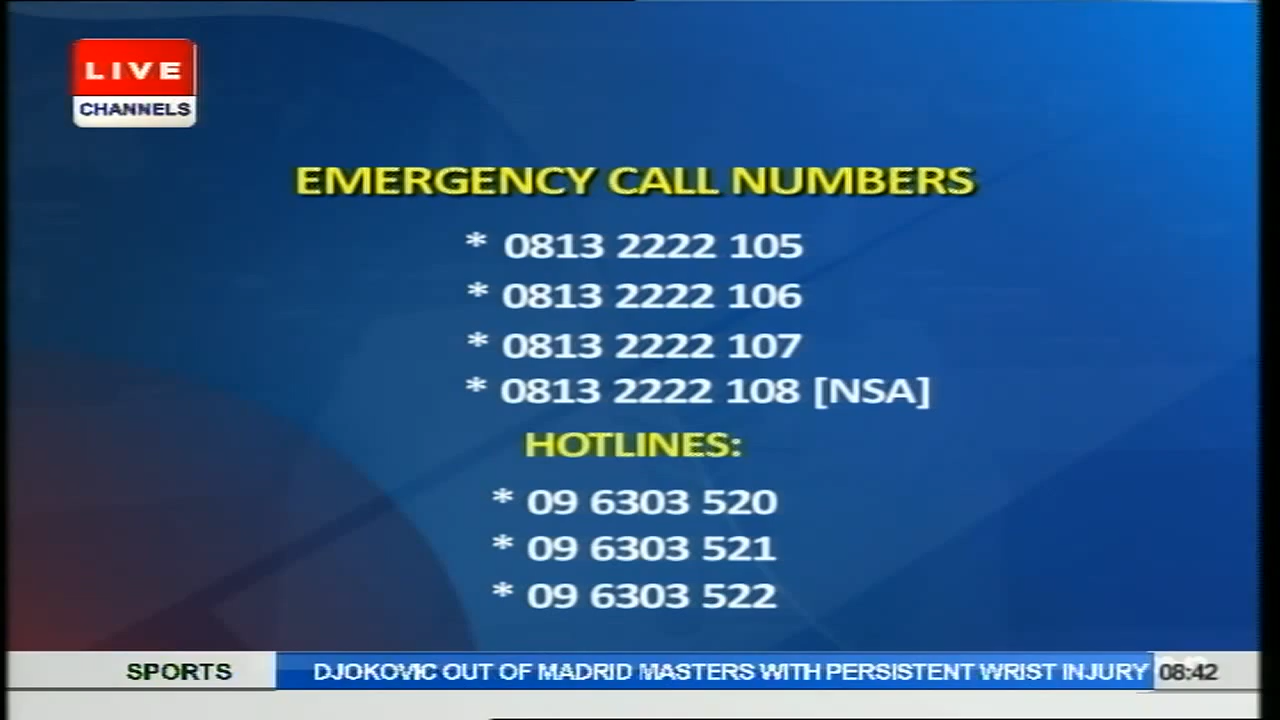 LIVE
CHANNELS
EMERGENCY CALL NUMBERS
* 0813 2222 105
* 0813 2222 106
* 0813 2222 107
* 0813 2222 108 [NSA]
HOTLINES:
* 09 6303 520
* 09 6303 521
* 09 6303 522
SPORTS DJOKOVIC OUT OF MADRID MASTERS WITH PERSISTENT WRIST INJURY 08:42